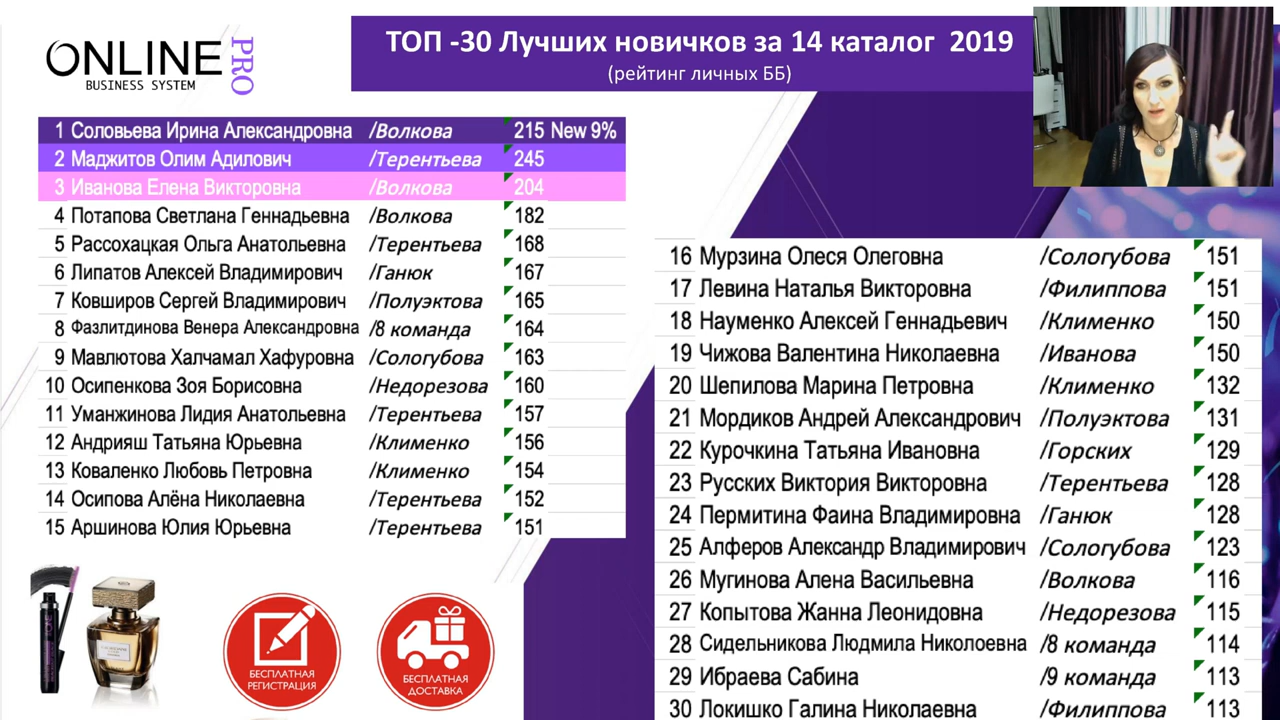 ONLINE PRO
BUSINESS SYSTEM
ТОП -30 Лучших новичков за 14 каталог 2019
(рейтинг личных ББ)
1 Соловьева Ирина Александровна /Волкова 215 New 9%
2 Маджитов Олим Адилович /Терентьева 245
3 Иванова Елена Викторовна /Волкова 204
4 Потапова Светлана Геннадьевна /Волкова 182
5 Рассохацкая Ольга Анатольевна /Терентьева 168
6 Липатов Алексей Владимирович /Ганюк 167
7 Ковширов Сергей Владимирович /Полуэктова 165
8 Фазлитдинова Венера Александровна /8 команда 164
9 Мавлютова Халчамал Хафуровна /Сологубова 163
10 Осипенкова Зоя Борисовна /Недорезова 160
11 Уманжинова Лидия Анатольевна /Терентьева 157
12 Андрияш Татьяна Юрьевна /Клименко 156
13 Коваленко Любовь Петровна /Клименко 154
14 Осипова Алёна Николаевна /Терентьева 152
15 Аршинова Юлия Юрьевна /Терентьева 151
16 Мурзина Олеся Олеговна /Сологубова 151
17 Левина Наталья Викторовна /Филиппова 151
18 Науменко Алексей Геннадьевич /Клименко 150
19 Чижова Валентина Николаевна /Иванова 150
20 Шепилова Марина Петровна /Клименко 132
21 Мордиков Андрей Александрович /Полуэктова 131
22 Курочкина Татьяна Ивановна /Горских 129
23 Русских Виктория Викторовна /Терентьева 128
24 Пермитина Фаина Владимировна /Ганюк 128
25 Алферов Александр Владимирович /Сологубова 123
26 Мугинова Алена Васильевна /Волкова 116
27 Копытова Жанна Леонидовна /Недорезова 115
28 Сидельникова Людмила Николоевна /8 команда 114
29 Ибраева Сабина /9 команда 113
30 Локишко Галина Николаевна /Филиппова 113
БЕСПЛАТНАЯ
РЕГИСТРАЦИЯ
БЕСПЛАТНАЯ
ДОСТАВКА